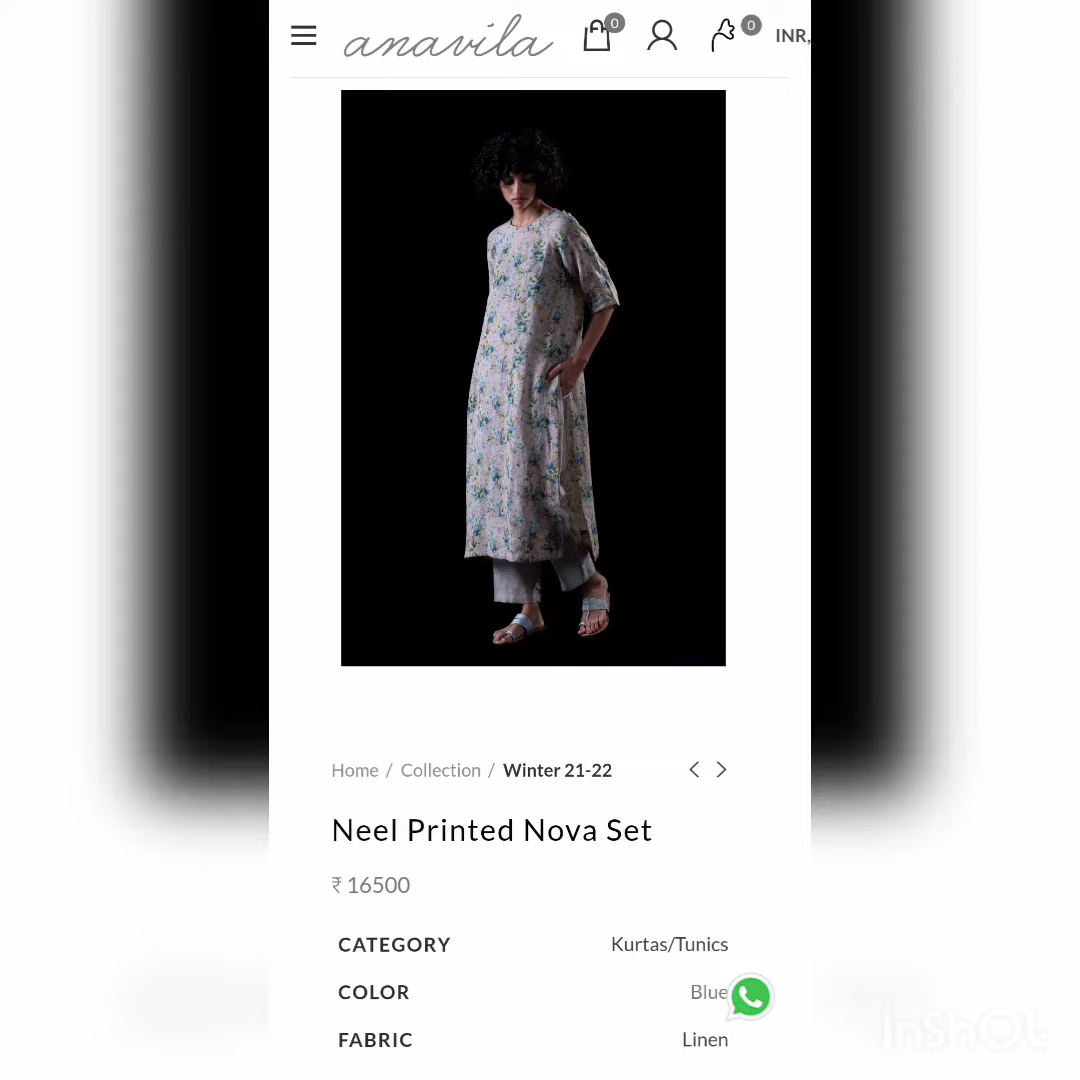 anavila 0 0 INR,
Home / Collection / Winter 21-22
Neel Printed Nova Set
₹ 16500
CATEGORY Kurtas/Tunics
COLOR Blue
FABRIC Linen
InShOt